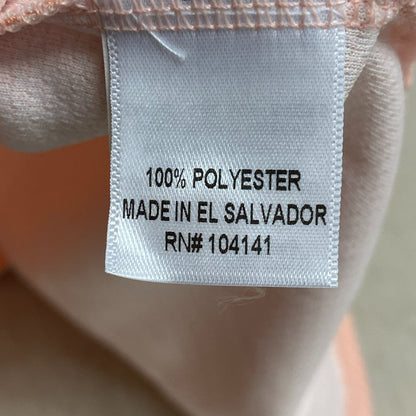 100% POLYESTER
MADE IN EL SALVADOR
RN# 104141